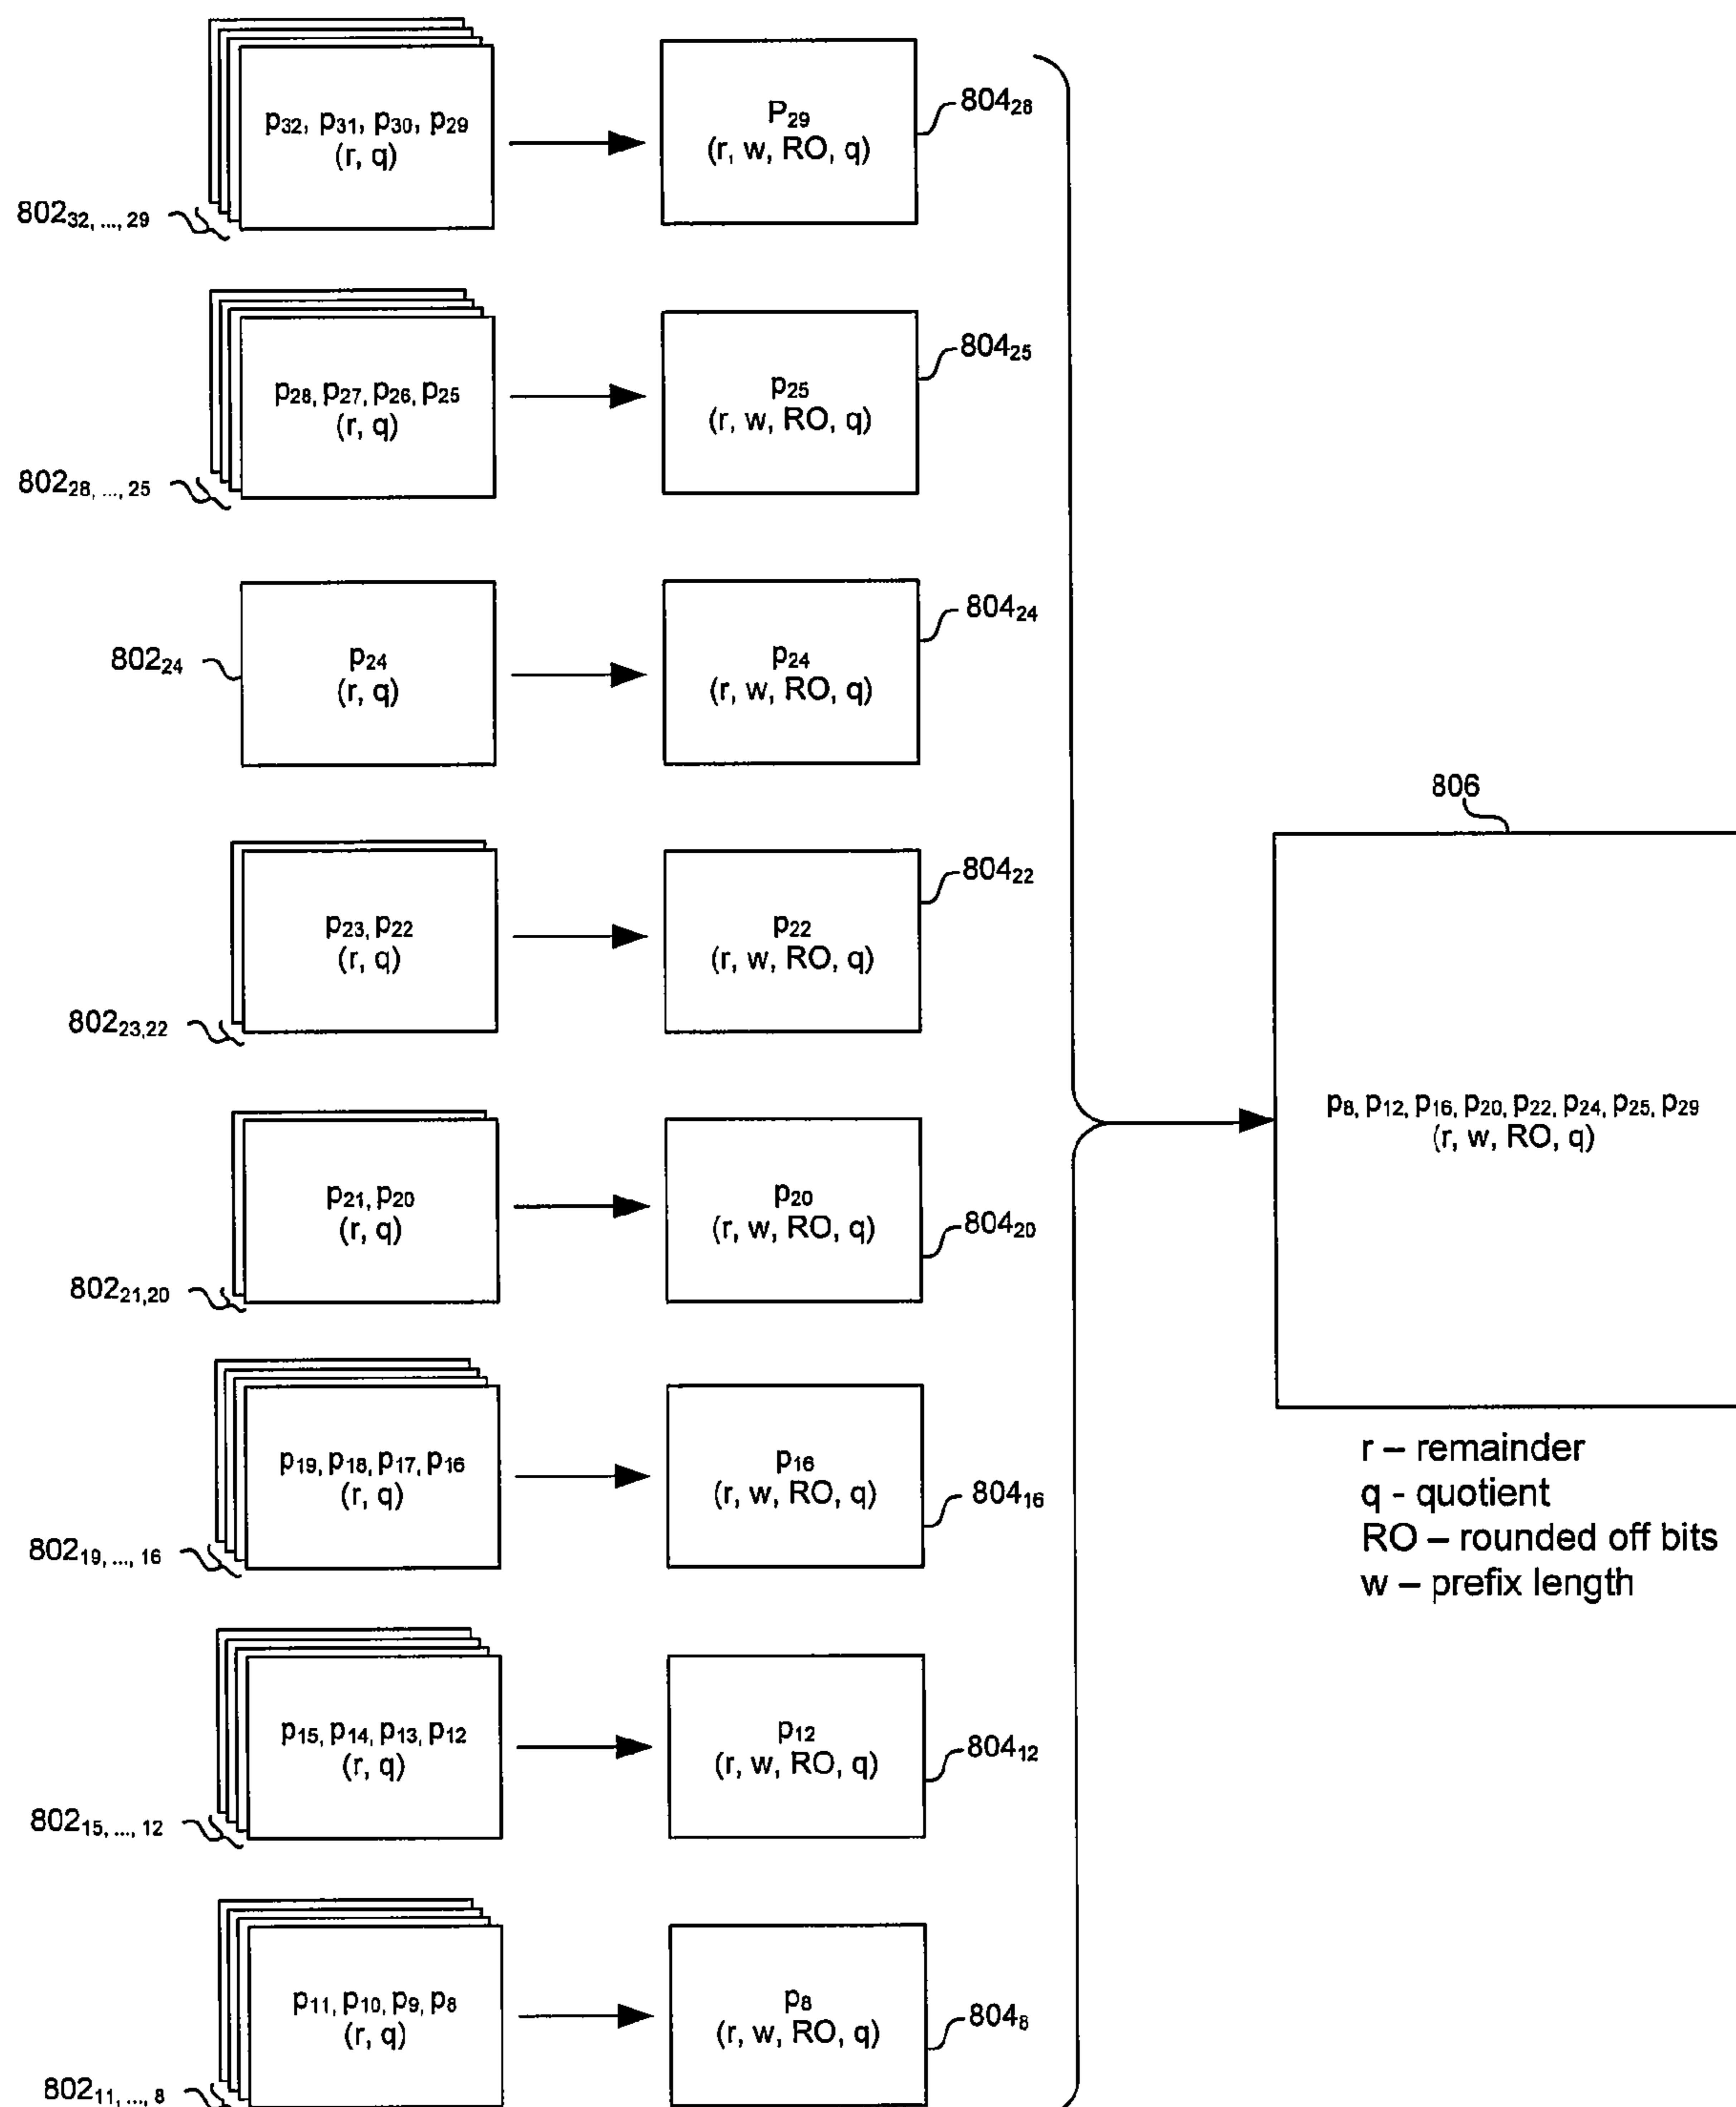 p32, p31, p30, p29
(r, q)
P29
(r, w, RO, q)
80428
80232, ..., 29
p28, p27, p26, p25
(r, q)
p25
(r, w, RO, q)
80425
80228, ..., 25
p24
(r, q)
p24
(r, w, RO, q)
80424
80224
p23, p22
(r, q)
p22
(r, w, RO, q)
80422
80223,22
p21, p20
(r, q)
p20
(r, w, RO, q)
80420
80221,20
p19, p18, p17, p16
(r, q)
p16
(r, w, RO, q)
80416
80219, ..., 16
p15, p14, p13, p12
(r, q)
p12
(r, w, RO, q)
80412
80215, ..., 12
p11, p10, p9, p8
(r, q)
p8
(r, w, RO, q)
8048
80211, ..., 8
806
p8, p12, p16, p20, p22, p24, p25, p29
(r, w, RO, q)
r – remainder
q - quotient
RO – rounded off bits
w – prefix length